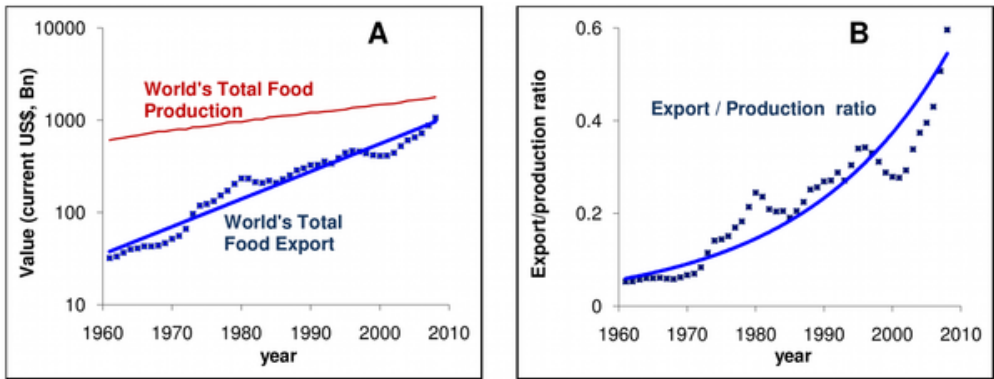 A
Value (current US$, Bn)
10000
1000
100
10
World's Total Food
Production
World's Total
Food Export
1960 1970 1980 1990 2000 2010
year
B
Export/production ratio
0.6
0.4
0.2
0
Export / Production ratio
1960 1970 1980 1990 2000 2010
year